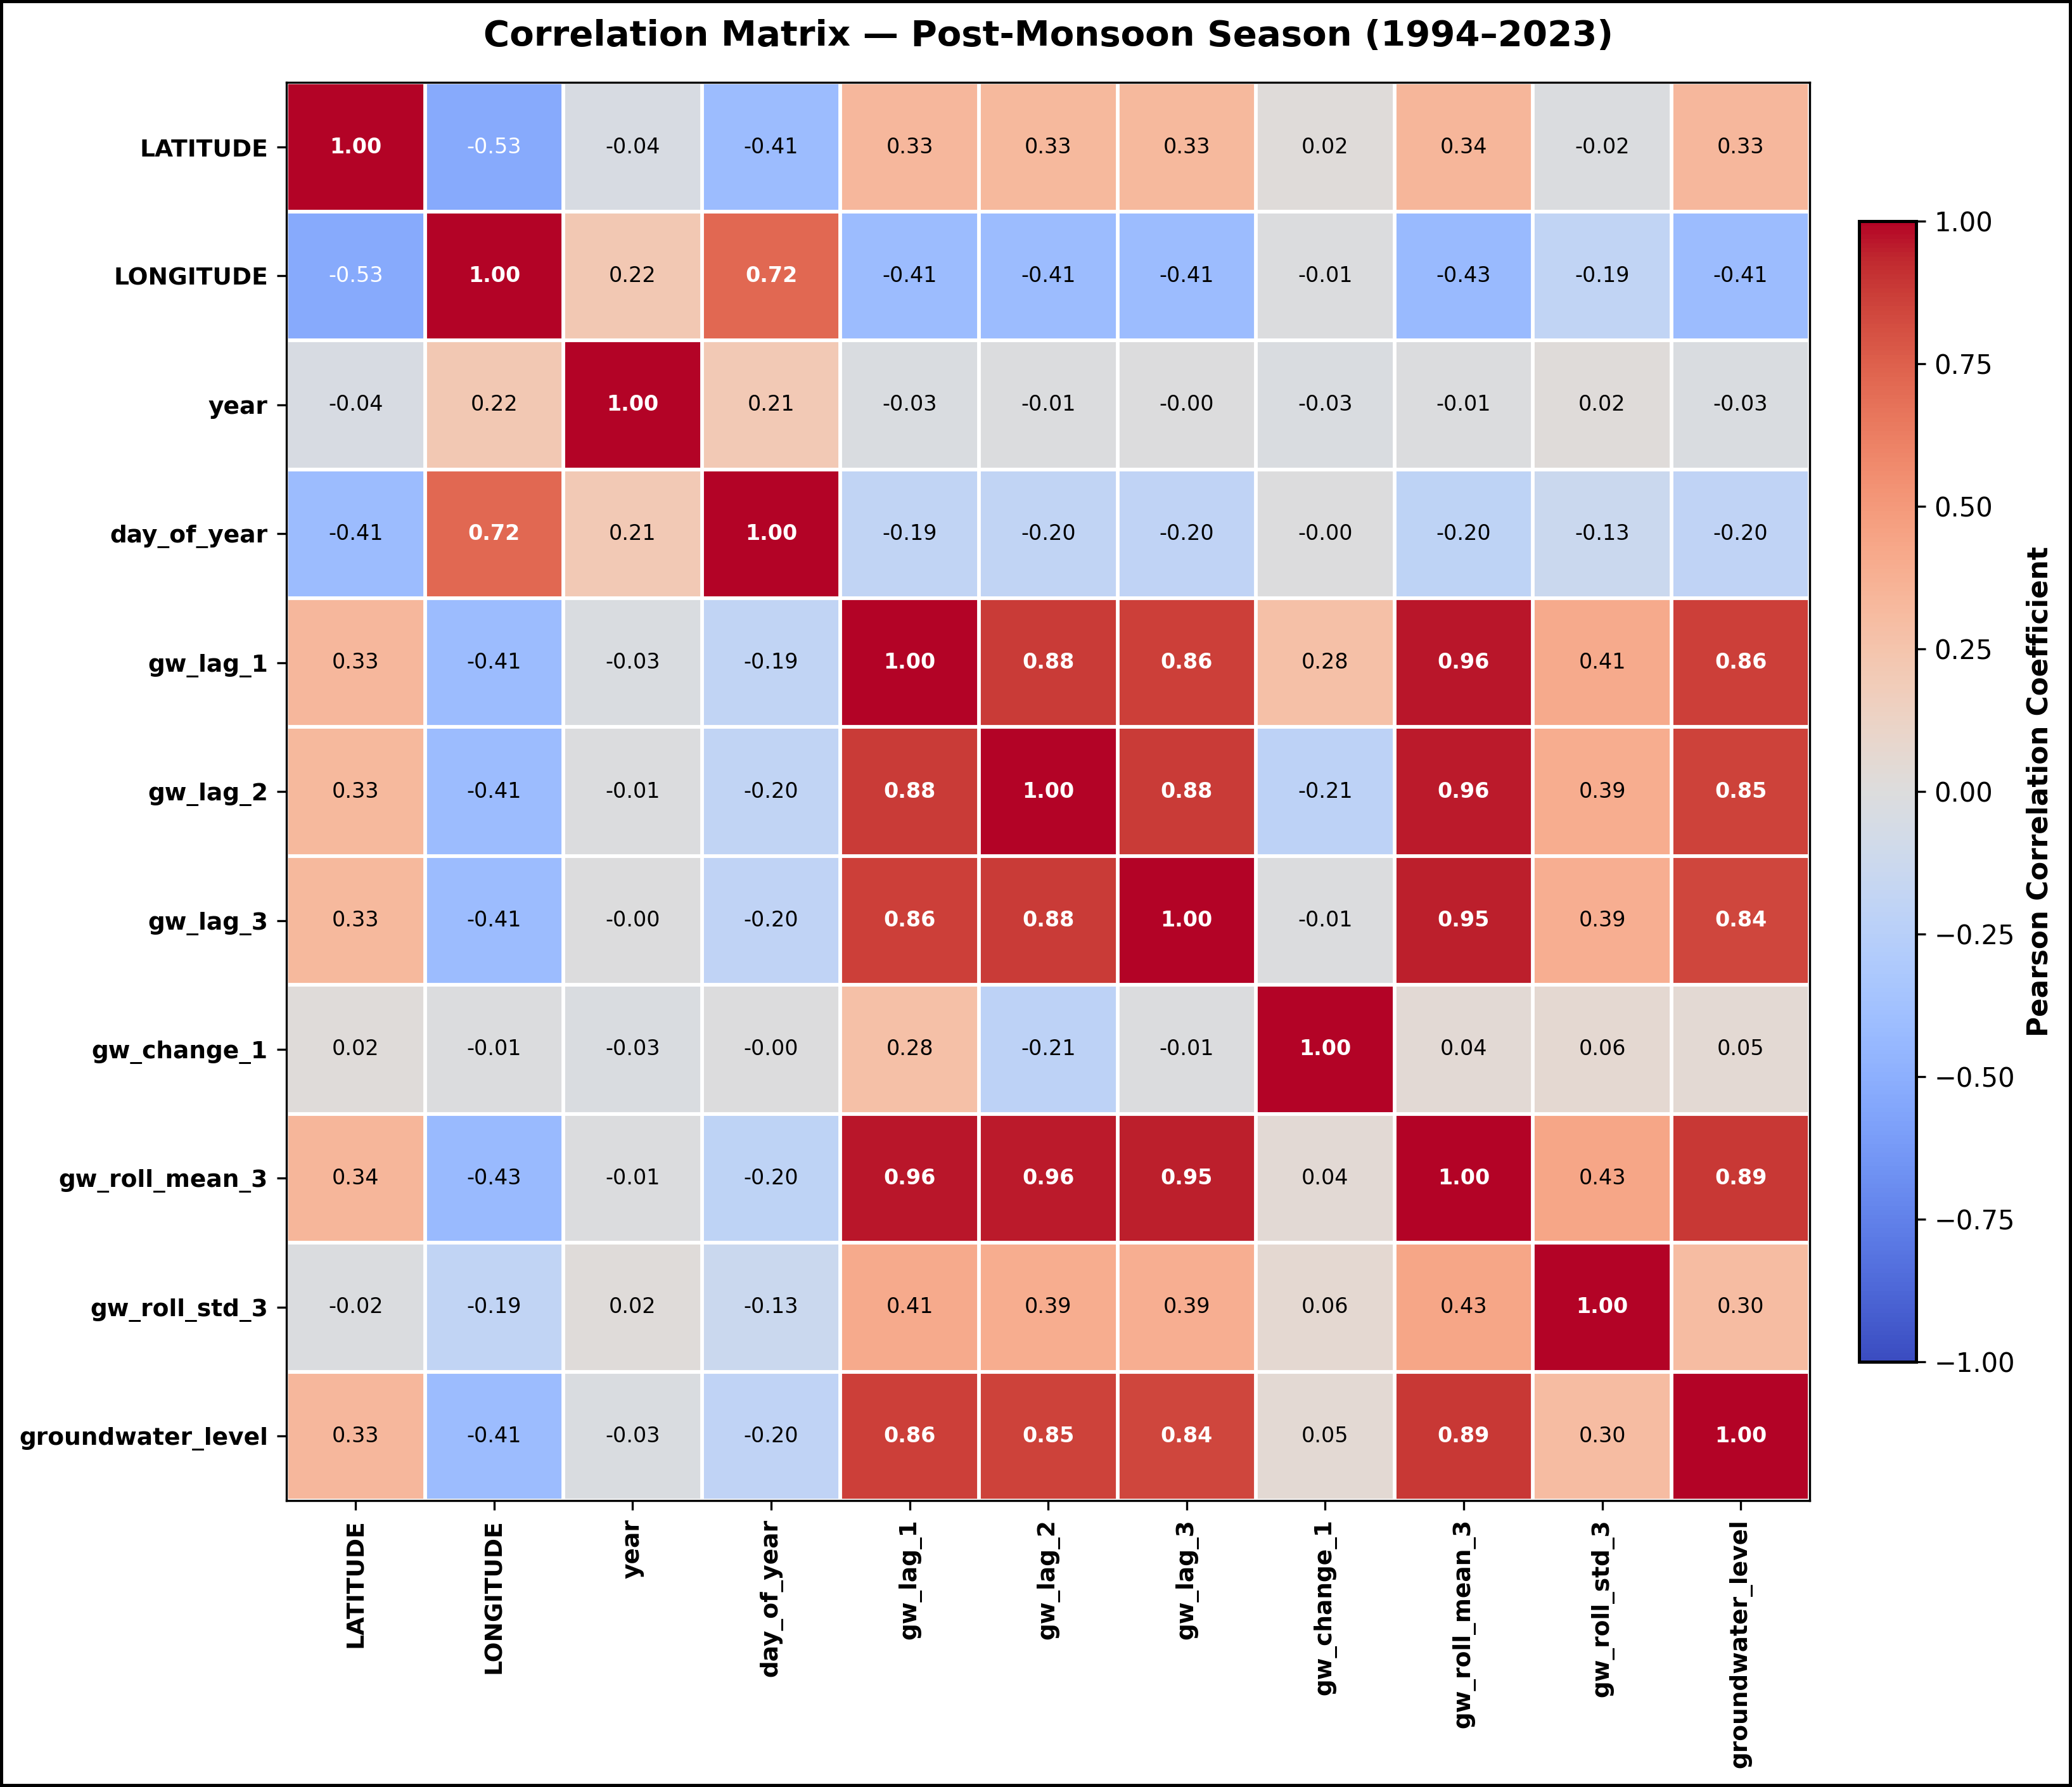 Correlation Matrix — Post-Monsoon Season (1994–2023)
LATITUDE 1.00 -0.53 -0.04 -0.41 0.33 0.33 0.33 0.02 0.34 -0.02 0.33
LONGITUDE -0.53 1.00 0.22 0.72 -0.41 -0.41 -0.41 -0.01 -0.43 -0.19 -0.41
year -0.04 0.22 1.00 0.21 -0.03 -0.01 -0.00 -0.03 -0.01 0.02 -0.03
day_of_year -0.41 0.72 0.21 1.00 -0.19 -0.20 -0.20 -0.00 -0.20 -0.13 -0.20
gw_lag_1 0.33 -0.41 -0.03 -0.19 1.00 0.88 0.86 0.28 0.96 0.41 0.86
gw_lag_2 0.33 -0.41 -0.01 -0.20 0.88 1.00 0.88 -0.21 0.96 0.39 0.85
gw_lag_3 0.33 -0.41 -0.00 -0.20 0.86 0.88 1.00 -0.01 0.95 0.39 0.84
gw_change_1 0.02 -0.01 -0.03 -0.00 0.28 -0.21 -0.01 1.00 0.04 0.06 0.05
gw_roll_mean_3 0.34 -0.43 -0.01 -0.20 0.96 0.96 0.95 0.04 1.00 0.43 0.89
gw_roll_std_3 -0.02 -0.19 0.02 -0.13 0.41 0.39 0.39 0.06 0.43 1.00 0.30
groundwater_level 0.33 -0.41 -0.03 -0.20 0.86 0.85 0.84 0.05 0.89 0.30 1.00
LATITUDE
LONGITUDE
year
day_of_year
gw_lag_1
gw_lag_2
gw_lag_3
gw_change_1
gw_roll_mean_3
gw_roll_std_3
groundwater_level
1.00
0.75
0.50
0.25
0.00
−0.25
−0.50
−0.75
−1.00
Pearson Correlation Coefficient